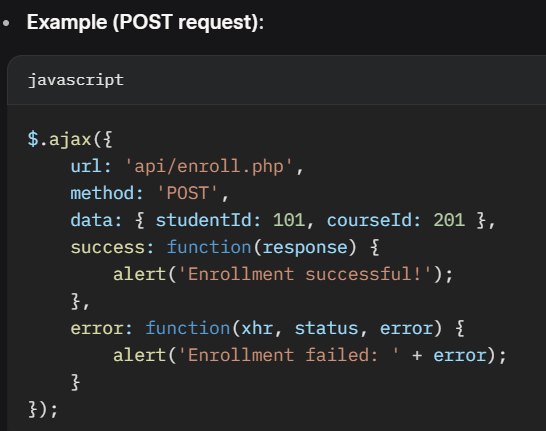 • Example (POST request):
javascript
$.ajax({
    url: 'api/enroll.php',
    method: 'POST',
    data: { studentId: 101, courseId: 201 },
    success: function(response) {
        alert('Enrollment successful!');
    },
    error: function(xhr, status, error) {
        alert('Enrollment failed: ' + error);
    }
});